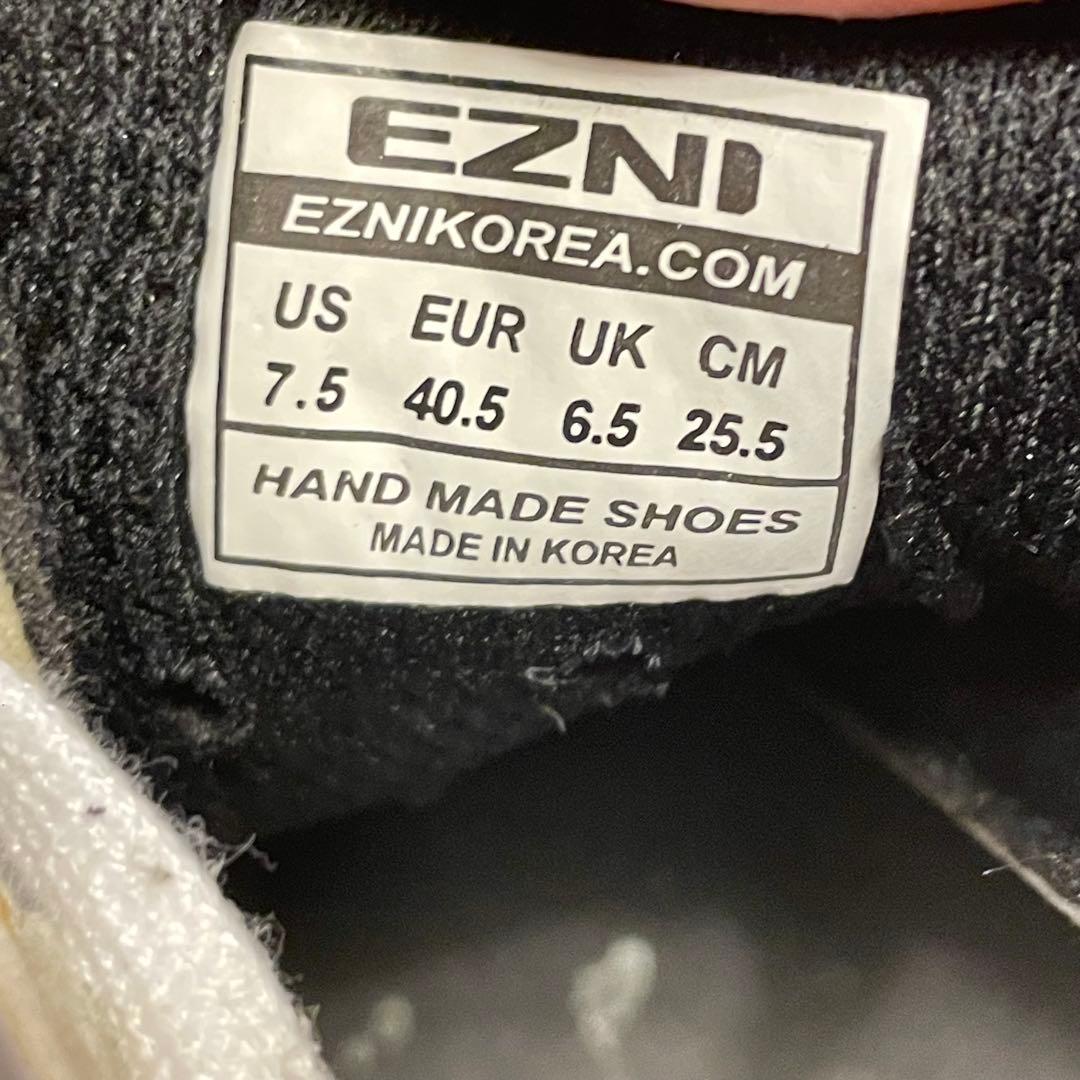 EZNI
EZNIKOREA.COM
US EUR UK CM
7.5 40.5 6.5 25.5
HAND MADE SHOES
MADE IN KOREA